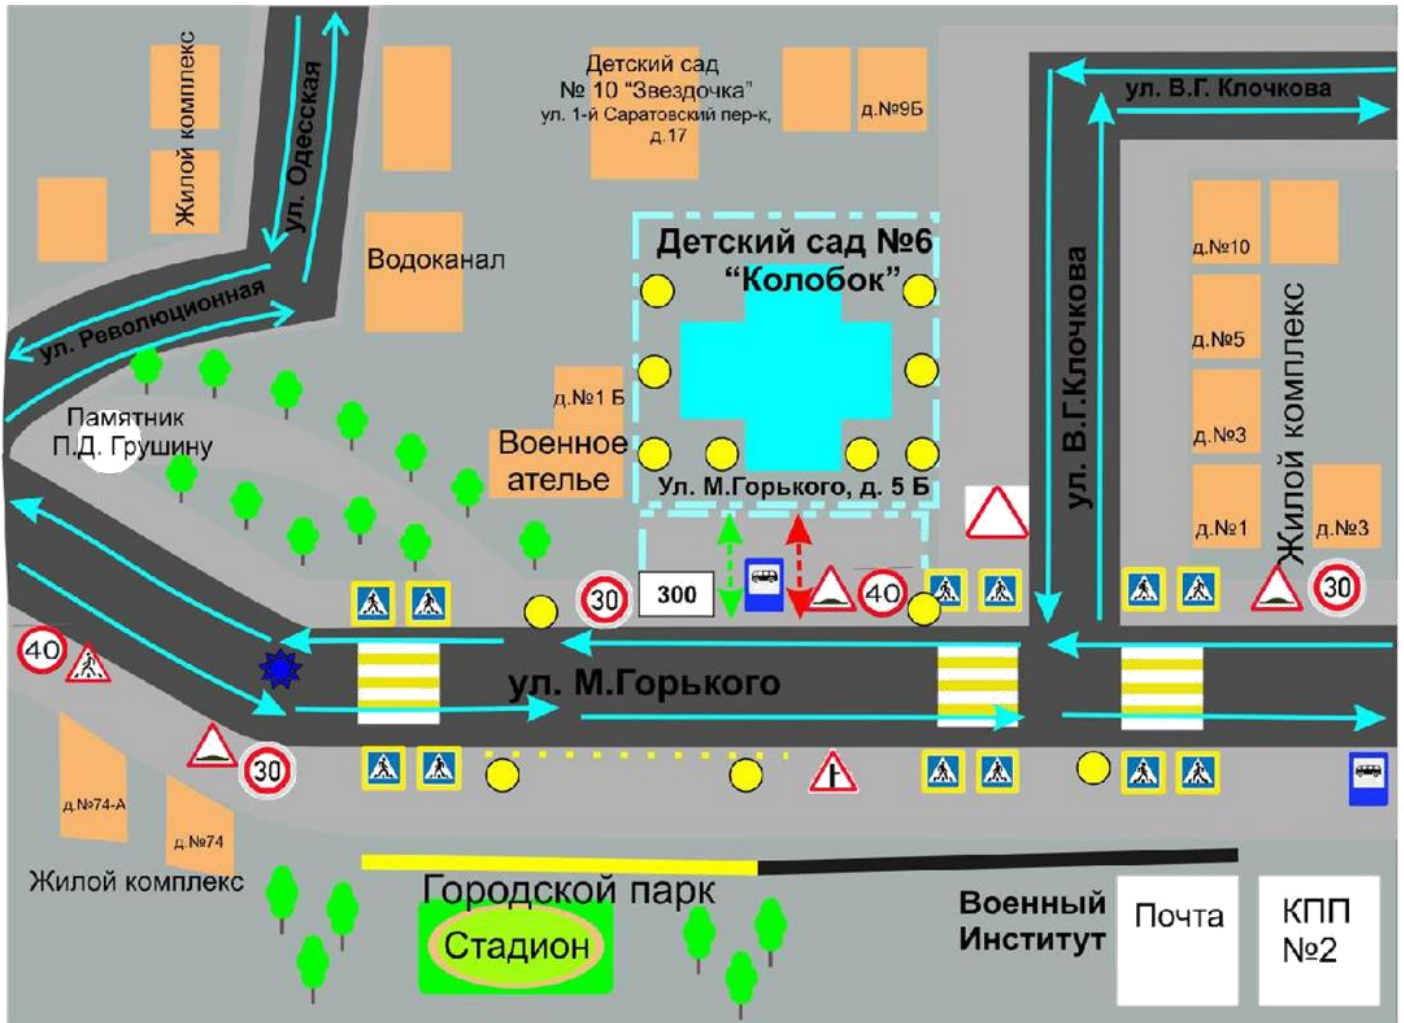 Жилой комплекс
ул. Одесская
Детский сад
№ 10 "Звездочка"
ул. 1-й Саратовский пер-к,
д.17
д.№9Б
ул. В.Г. Клочкова
Водоканал
Детский сад №6
“Колобок”
ул. Революционная
Памятник
П.Д. Грушину
д.№1 Б
Военное
ателье
Ул. М.Горького, д. 5 Б
ул. В.Г.Клочкова
д.№10
д.№5
д.№3
д.№1
д.№3
Жилой комплекс
30
300
40
30
40
ул. М.Горького
30
д.№74-А
д.№74
Жилой комплекс
Городской парк
Стадион
Военный
Институт
Почта
КПП
№2